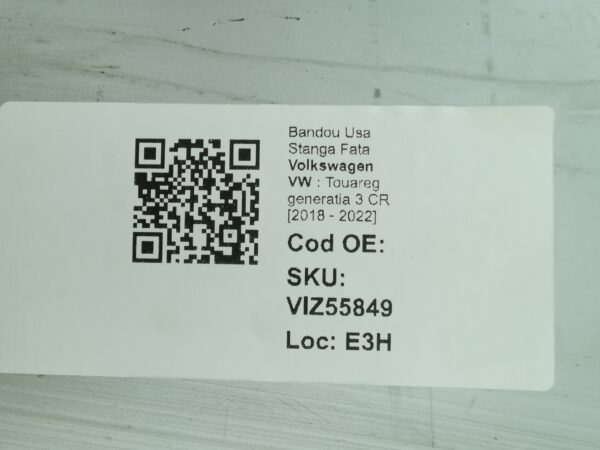 Bandou Usa
Stanga Fata
Volkswagen
VW : Touareg
generatia 3 CR
[2018 - 2022]
Cod OE:
SKU:
VIZ55849
Loc: E3H